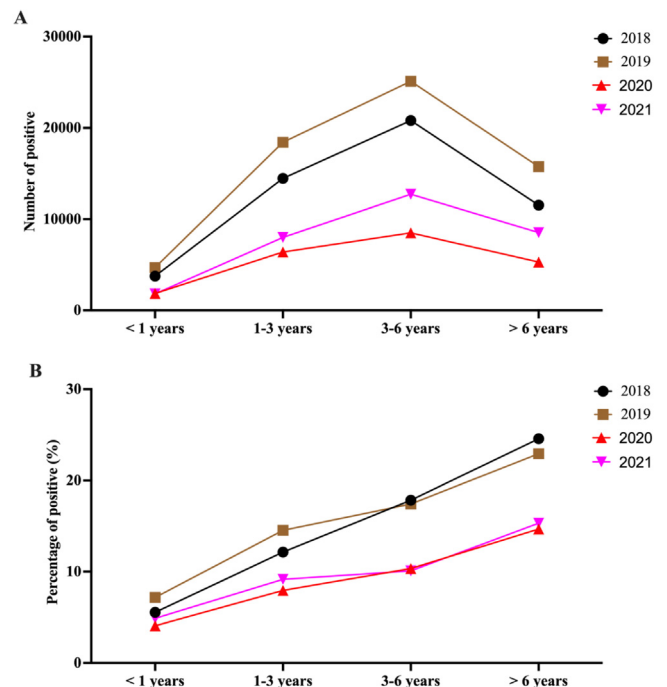 A
Number of positive
30000
20000
10000
0
< 1 years
1-3 years
3-6 years
> 6 years
2018
2019
2020
2021
B
Percentage of positive (%)
30
20
10
0
< 1 years
1-3 years
3-6 years
> 6 years
2018
2019
2020
2021